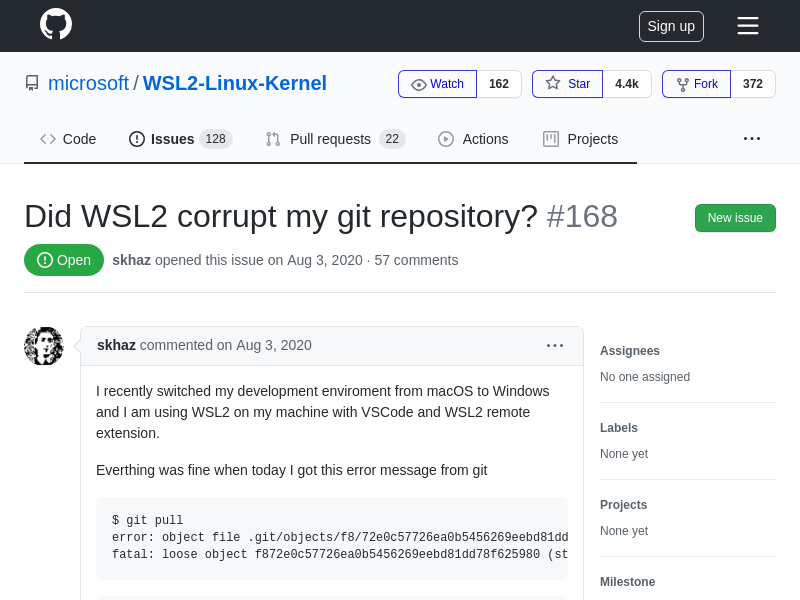 Sign up
microsoft / WSL2-Linux-Kernel
Watch 162 Star 4.4k Fork 372
Code Issues 128 Pull requests 22 Actions Projects
Did WSL2 corrupt my git repository? #168
New issue
Open skhaz opened this issue on Aug 3, 2020 · 57 comments
skhaz commented on Aug 3, 2020
I recently switched my development enviroment from macOS to Windows
and I am using WSL2 on my machine with VSCode and WSL2 remote
extension.
Everthing was fine when today I got this error message from git
$ git pull
error: object file .git/objects/f8/72e0c57726ea0b5456269eebd81dd
fatal: loose object f872e0c57726ea0b5456269eebd81dd78f625980 (st
Assignees
No one assigned
Labels
None yet
Projects
None yet
Milestone